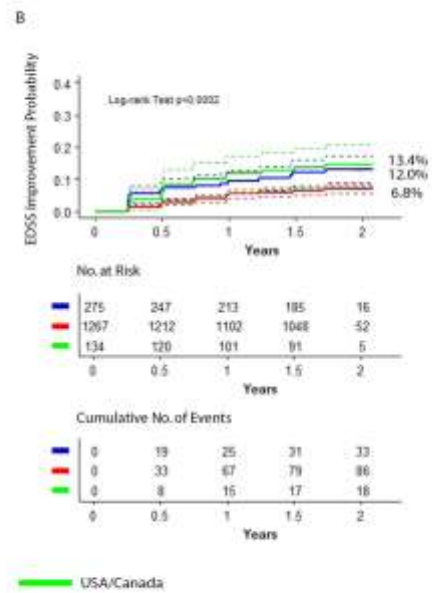 B
EDSS Improvement Probability
0.4
Log-rank Test p<0.0002
0.3
0.2
13.4%
0.1
12.0%
6.8%
0.0
0 0.5 1 1.5 2
Years
No. at Risk
275 247 213 185 16
1267 1212 1102 1048 52
134 120 101 91 5
0 0.5 1 1.5 2
Years
Cumulative No. of Events
0 19 25 31 33
0 33 67 79 86
0 8 15 17 18
0 0.5 1 1.5 2
Years
USA/Canada